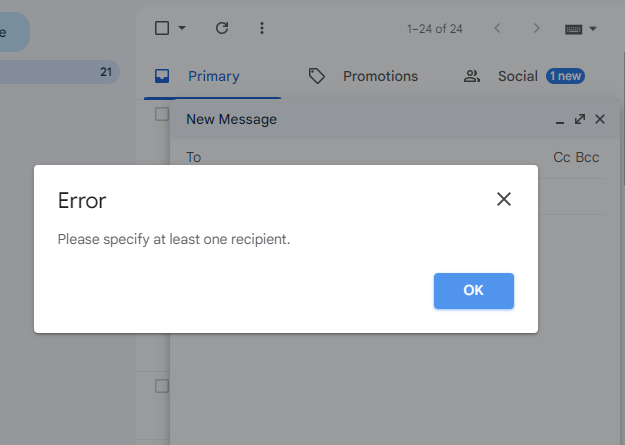 e
1–24 of 24
21
Primary
Promotions
Social 1 new
New Message
To Cc Bcc
Error
Please specify at least one recipient.
OK